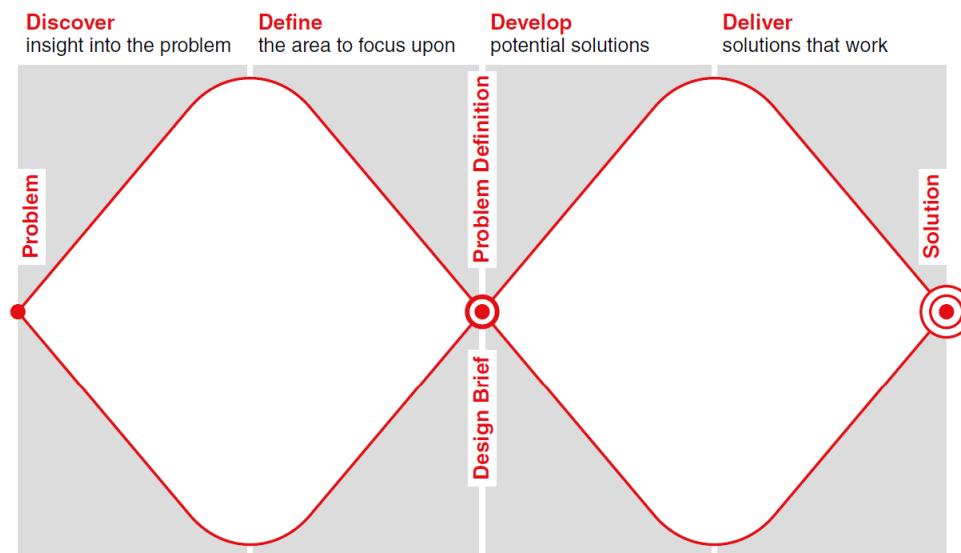 Discover
insight into the problem
Define
the area to focus upon
Develop
potential solutions
Deliver
solutions that work
Problem
Problem Definition
Design Brief
Solution